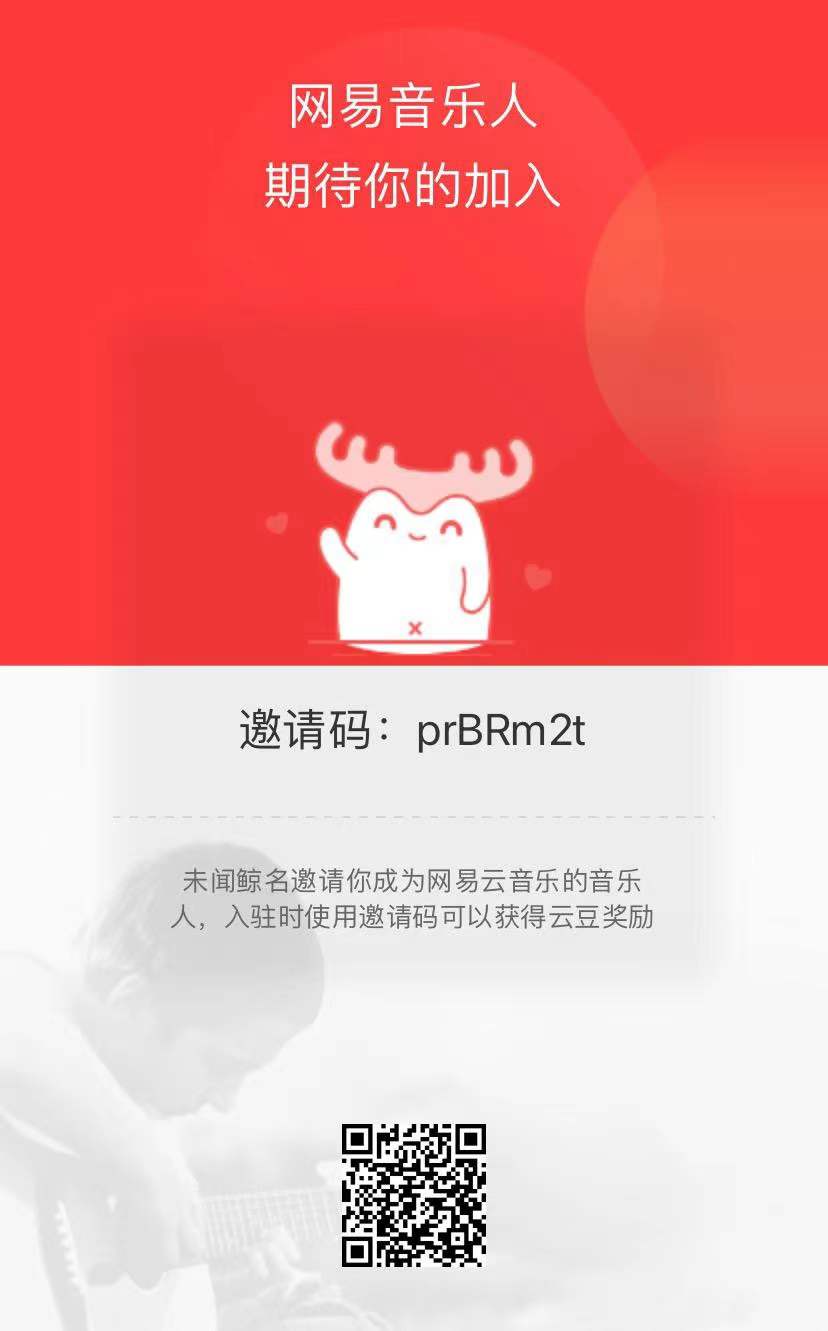 网易音乐人
期待你的加入
邀请码：prBRm2t
未闻鲸名邀请你成为网易云音乐的音乐
人，入驻时使用邀请码可以获得云豆奖励